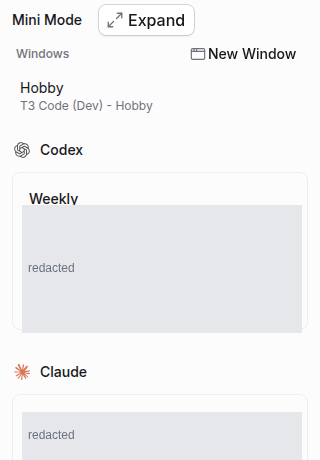 Mini Mode
Expand
Windows
New Window
Hobby
T3 Code (Dev) - Hobby
Codex
Weekly
redacted
Claude
redacted